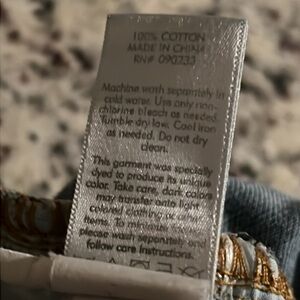 100% COTTON
MADE IN CHINA
RN# 090233
Machine wash separately in
cold water. Use only non-
chlorine bleach as needed.
Tumble dry low. Cool iron
as needed. Do not dry
clean.
This garment was specially
dyed to produce its unique
color. Take care, dark colors
may transfer onto light
colored clothing or other
items. To minimize
please wash separately and
follow care instructions.